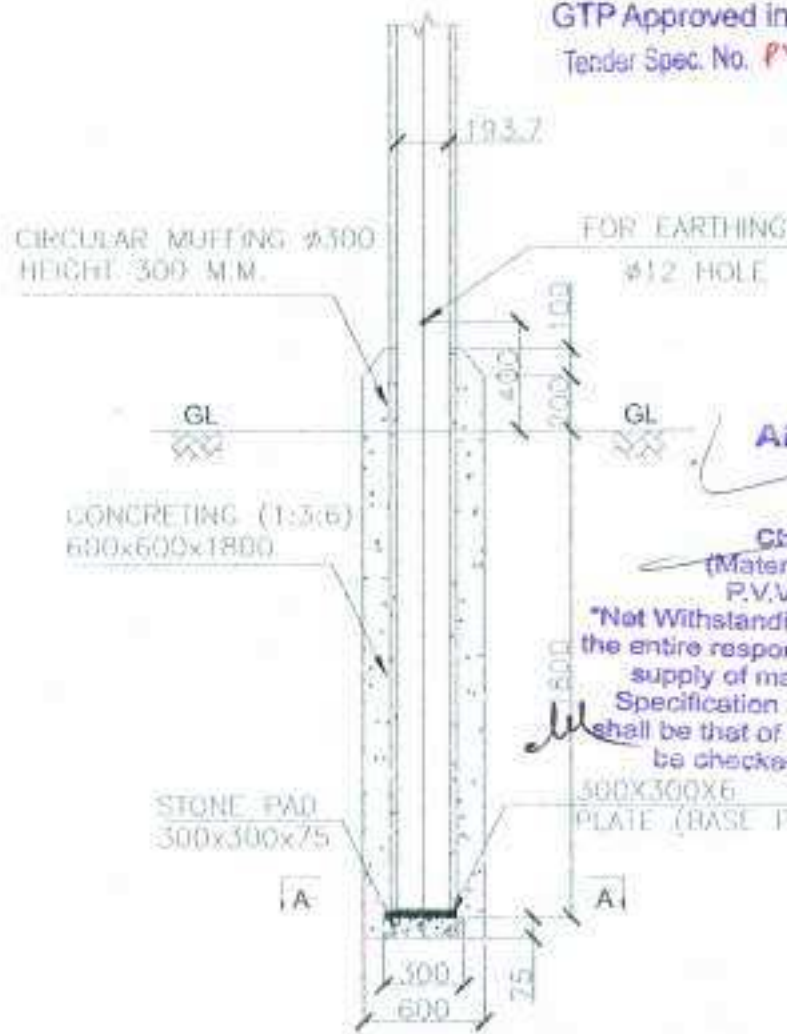 GTP Approved in
Tender Spec. No.
193.7
CIRCULAR MUFFING ⌀300
HEIGHT 300 M.M.
FOR EARTHING
⌀12 HOLE
100
400
200
GL
GL
CONCRETING (1:3:6)
600x600x1800
(Mater
P.V.V
"Not Withstandi
the entire respon
supply of ma
Specification
shall be that of
be checke
STONE PAD
300x300x75
300X300X6
PLATE (BASE P
A
A
300
75
600